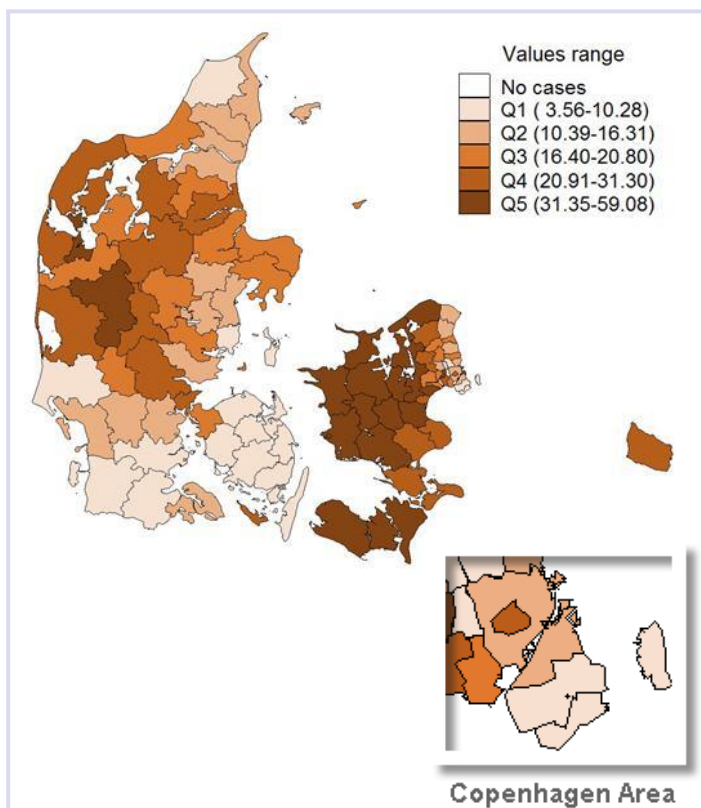 Values range
No cases
Q1 ( 3.56-10.28)
Q2 (10.39-16.31)
Q3 (16.40-20.80)
Q4 (20.91-31.30)
Q5 (31.35-59.08)
Copenhagen Area